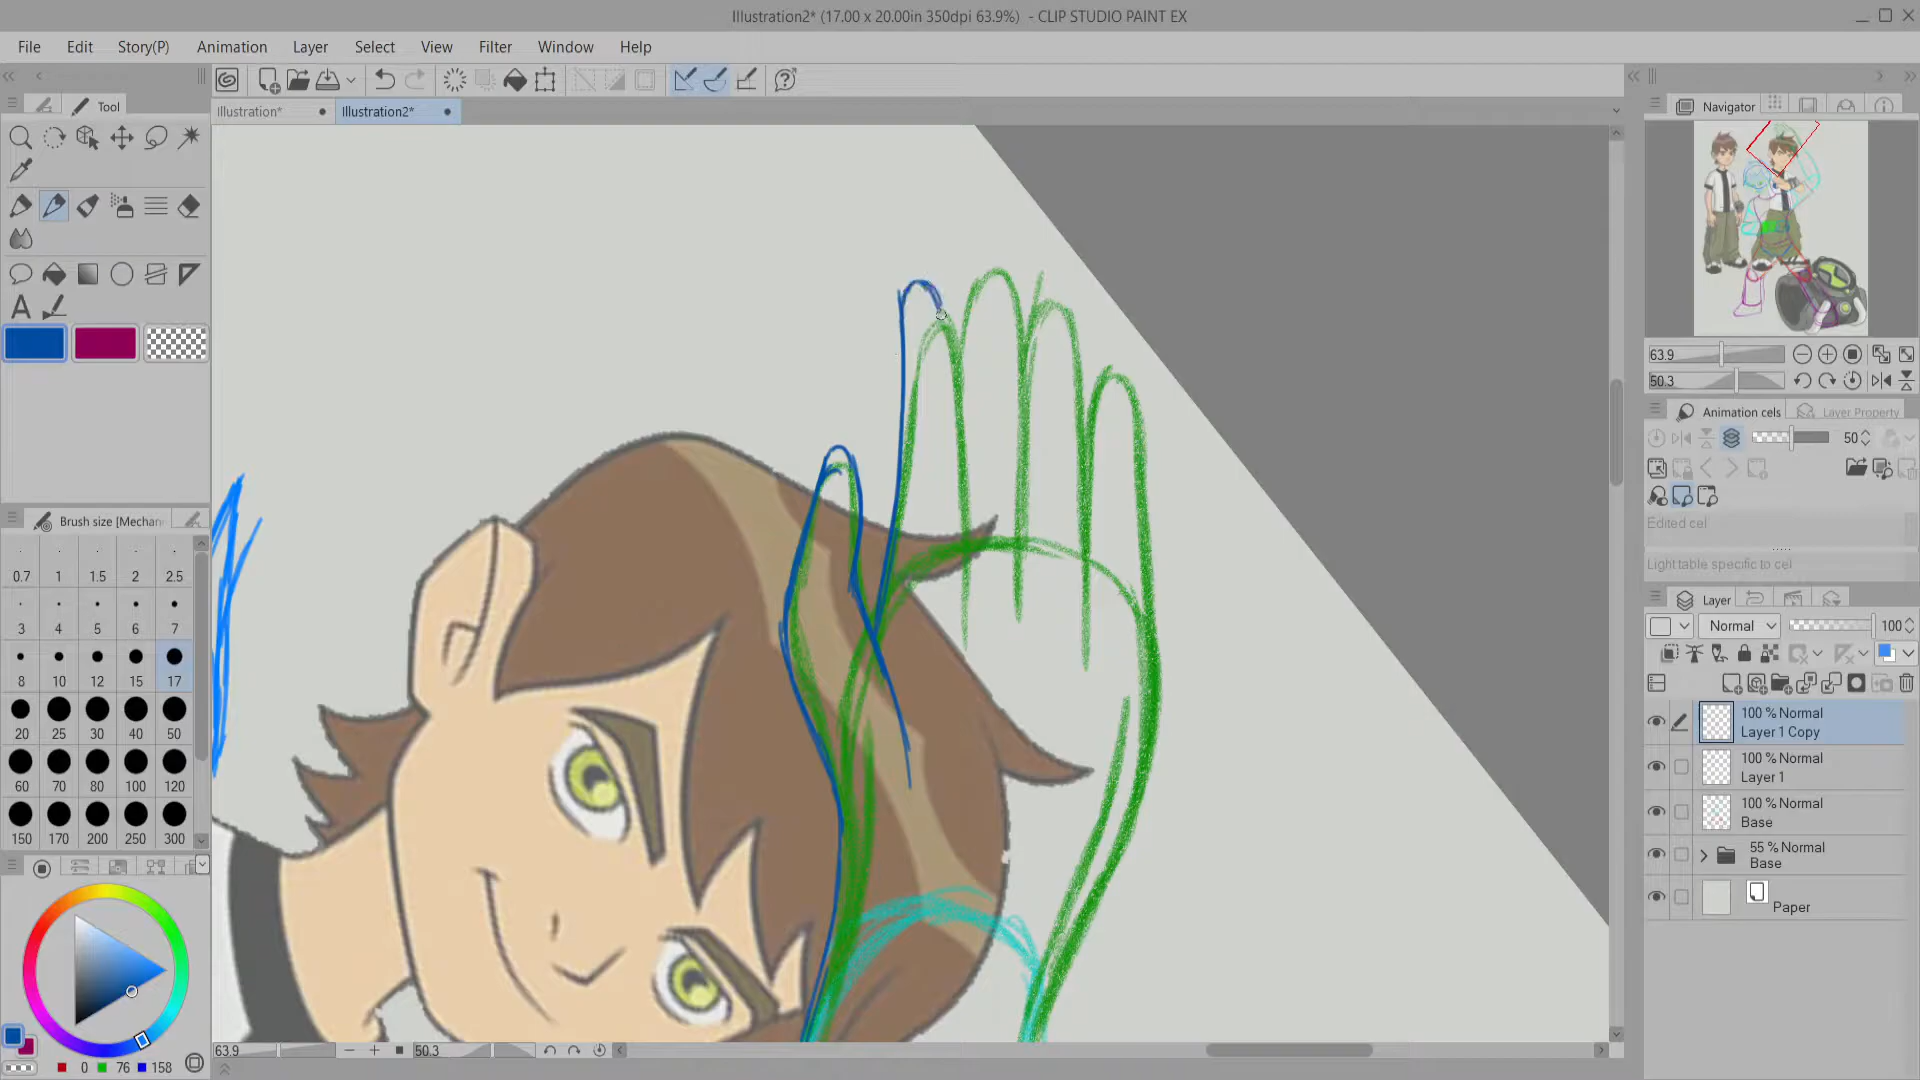 Illustration2* (17.00 x 20.00in 350dpi 63.9%) - CLIP STUDIO PAINT EX
File Edit Story(P) Animation Layer Select View Filter Window Help
Tool
Illustration* Illustration2*
Navigator
A
63.9
50.3
Animation cels Layer Property
50
Edited cel
Light table specific to cel
Brush size [Mechan
0.7 1 1.5 2 2.5
3 4 5 6 7
8 10 12 15 17
20 25 30 40 50
60 70 80 100 120
150 170 200 250 300
Layer
Normal 100
100 % Normal
Layer 1 Copy
100 % Normal
Layer 1
100 % Normal
Base
55 % Normal
Base
Paper
63.9 50.3
0 76 158